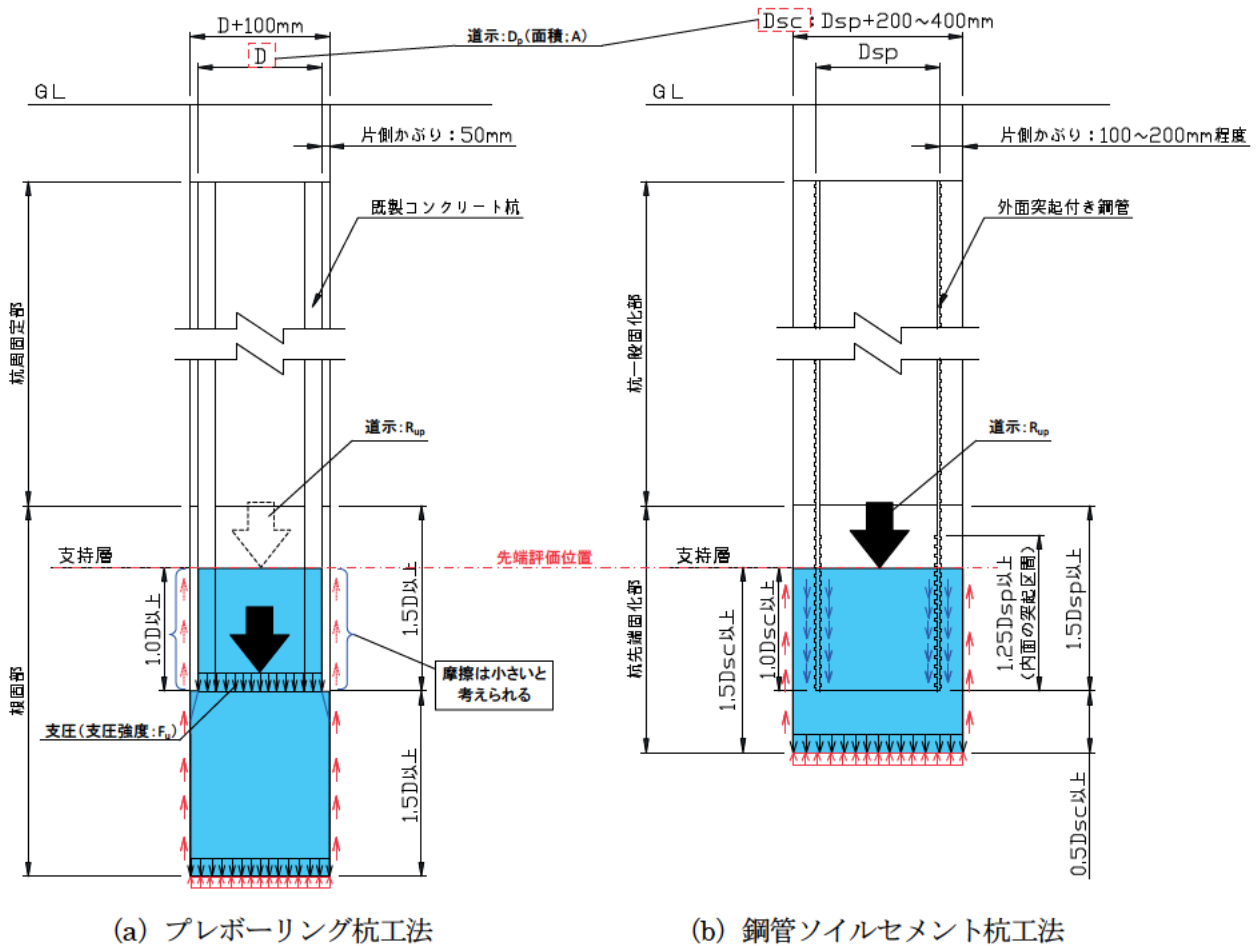 D+100mm
道示:Dp(面積:A)
Dsc:Dsp+200~400mm
D
Dsp
GL
GL
片側かぶり:50mm
片側かぶり:100~200mm程度
既製コンクリート杭
外面突起付き鋼管
杭周固定部
杭一般固化部
道示:Rup
道示:Rup
支持層
先端評価位置
支持層
1.0D以上
1.5D以上
1.5Dsc以上
1.0Dsc以上
1.25Dsp以上
(内面の突起区間)
1.5Dsp以上
根固部
杭先端固化部
摩擦は小さいと
考えられる
支圧(支圧強度:Fu)
1.5D以上
0.5Dsc以上
(a) プレボーリング杭工法
(b) 鋼管ソイルセメント杭工法